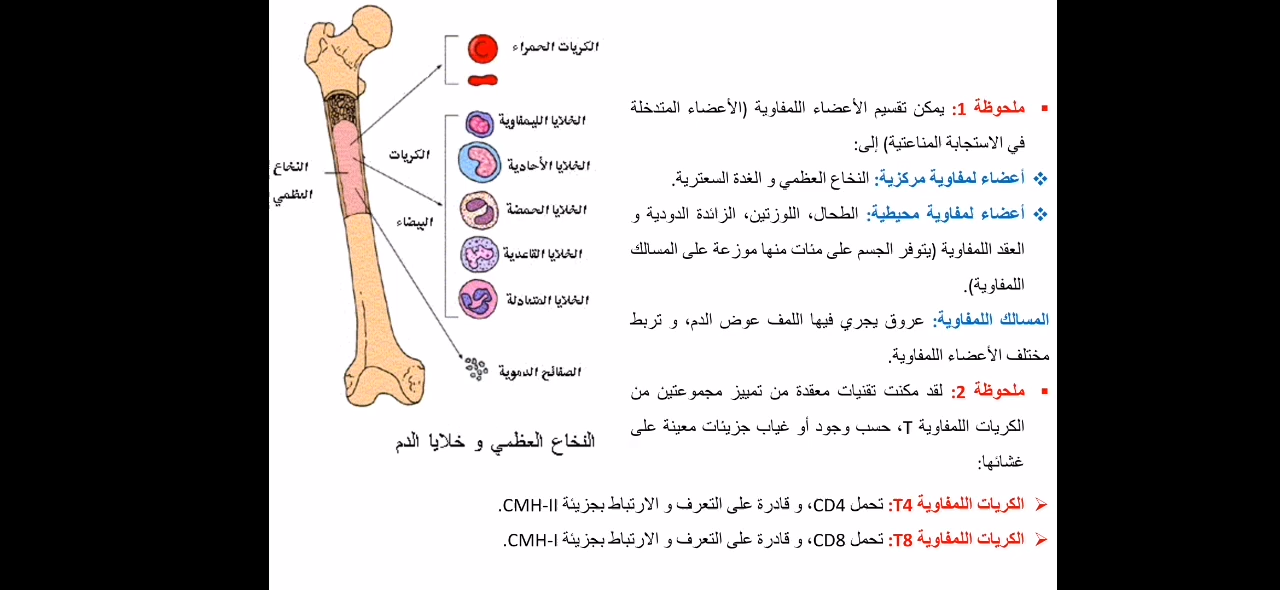 الكريات الحمراء
الخلايا الليمفاوية
الكريات
الخلايا الأحادية
النخاع
العظمي
الخلايا الحمضة
البيضاء
الخلايا القاعدية
الخلايا المتعادلة
الصفائح الدموية
النخاع العظمي و خلايا الدم
▪ ملحوظة 1: يمكن تقسيم الأعضاء اللمفاوية (الأعضاء المتدخلة
في الاستجابة المناعتية) إلى:
❖ أعضاء لمفاوية مركزية: النخاع العظمي و الغدة السعترية.
❖ أعضاء لمفاوية محيطية: الطحال، اللوزتين، الزائدة الدودية و
العقد اللمفاوية (يتوفر الجسم على مئات منها موزعة على المسالك
اللمفاوية).
المسالك اللمفاوية: عروق يجري فيها اللمف عوض الدم، و تربط
مختلف الأعضاء اللمفاوية.
▪ ملحوظة 2: لقد مكنت تقنيات معقدة من تمييز مجموعتين من
الكريات اللمفاوية T، حسب وجود أو غياب جزيئات معينة على
غشائها:
➢ الكريات اللمفاوية T4: تحمل CD4، و قادرة على التعرف و الارتباط بجزيئة CMH-II.
➢ الكريات اللمفاوية T8: تحمل CD8، و قادرة على التعرف و الارتباط بجزيئة CMH-I.